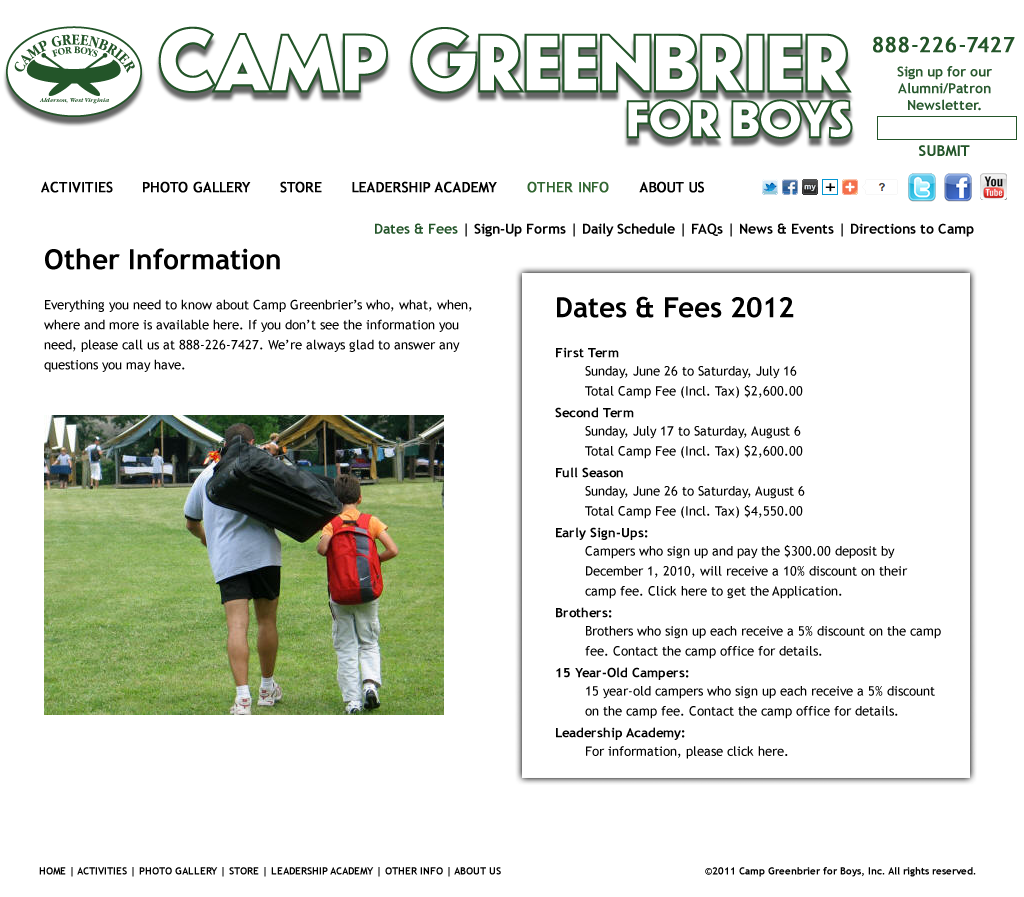 CAMP GREENBRIER
FOR BOYS
Alderson, West Virginia
CAMP GREENBRIER
FOR BOYS
888-226-7427
Sign up for our
Alumni/Patron
Newsletter.
SUBMIT
ACTIVITIES PHOTO GALLERY STORE LEADERSHIP ACADEMY OTHER INFO ABOUT US
my ? You Tube
Dates & Fees | Sign-Up Forms | Daily Schedule | FAQs | News & Events | Directions to Camp
Other Information
Everything you need to know about Camp Greenbrier’s who, what, when,
where and more is available here. If you don’t see the information you
need, please call us at 888-226-7427. We’re always glad to answer any
questions you may have.
Dates & Fees 2012
First Term
Sunday, June 26 to Saturday, July 16
Total Camp Fee (Incl. Tax) $2,600.00
Second Term
Sunday, July 17 to Saturday, August 6
Total Camp Fee (Incl. Tax) $2,600.00
Full Season
Sunday, June 26 to Saturday, August 6
Total Camp Fee (Incl. Tax) $4,550.00
Early Sign-Ups:
Campers who sign up and pay the $300.00 deposit by
December 1, 2010, will receive a 10% discount on their
camp fee. Click here to get the Application.
Brothers:
Brothers who sign up each receive a 5% discount on the camp
fee. Contact the camp office for details.
15 Year-Old Campers:
15 year-old campers who sign up each receive a 5% discount
on the camp fee. Contact the camp office for details.
Leadership Academy:
For information, please click here.
HOME | ACTIVITIES | PHOTO GALLERY | STORE | LEADERSHIP ACADEMY | OTHER INFO | ABOUT US
©2011 Camp Greenbrier for Boys, Inc. All rights reserved.